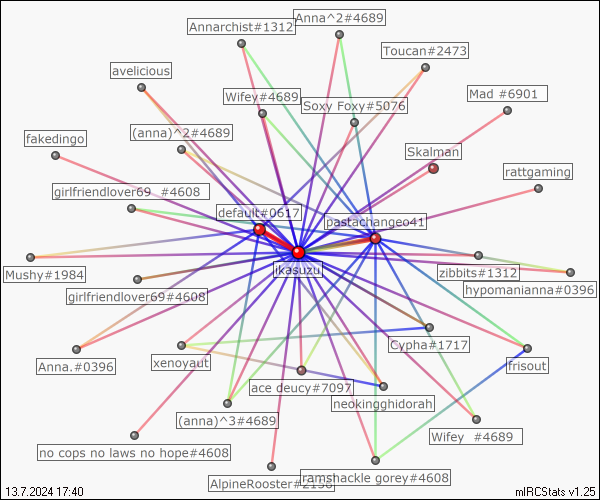 Anna^2#4689
Annarchist#1312
Toucan#2473
avelicious
Wifey#4689
Mad #6901
Soxy Foxy#5076
(anna)^2#4689
fakedingo
Skalman
rattgaming
girlfriendlover69_#4608
default#0617
pastachangeo41
ikasuzu
Mushy#1984
zibbits#1312
hypomanianna#0396
girlfriendlover69#4608
Cypha#1717
Anna.#0396
xenoyaut
frisout
ace deucy#7097
neokingghidorah
(anna)^3#4689
Wifey #4689
no cops no laws no hope#4608
ramshackle gorey#4608
AlpineRooster#2156
13.7.2024 17:40
mIRCStats v1.25